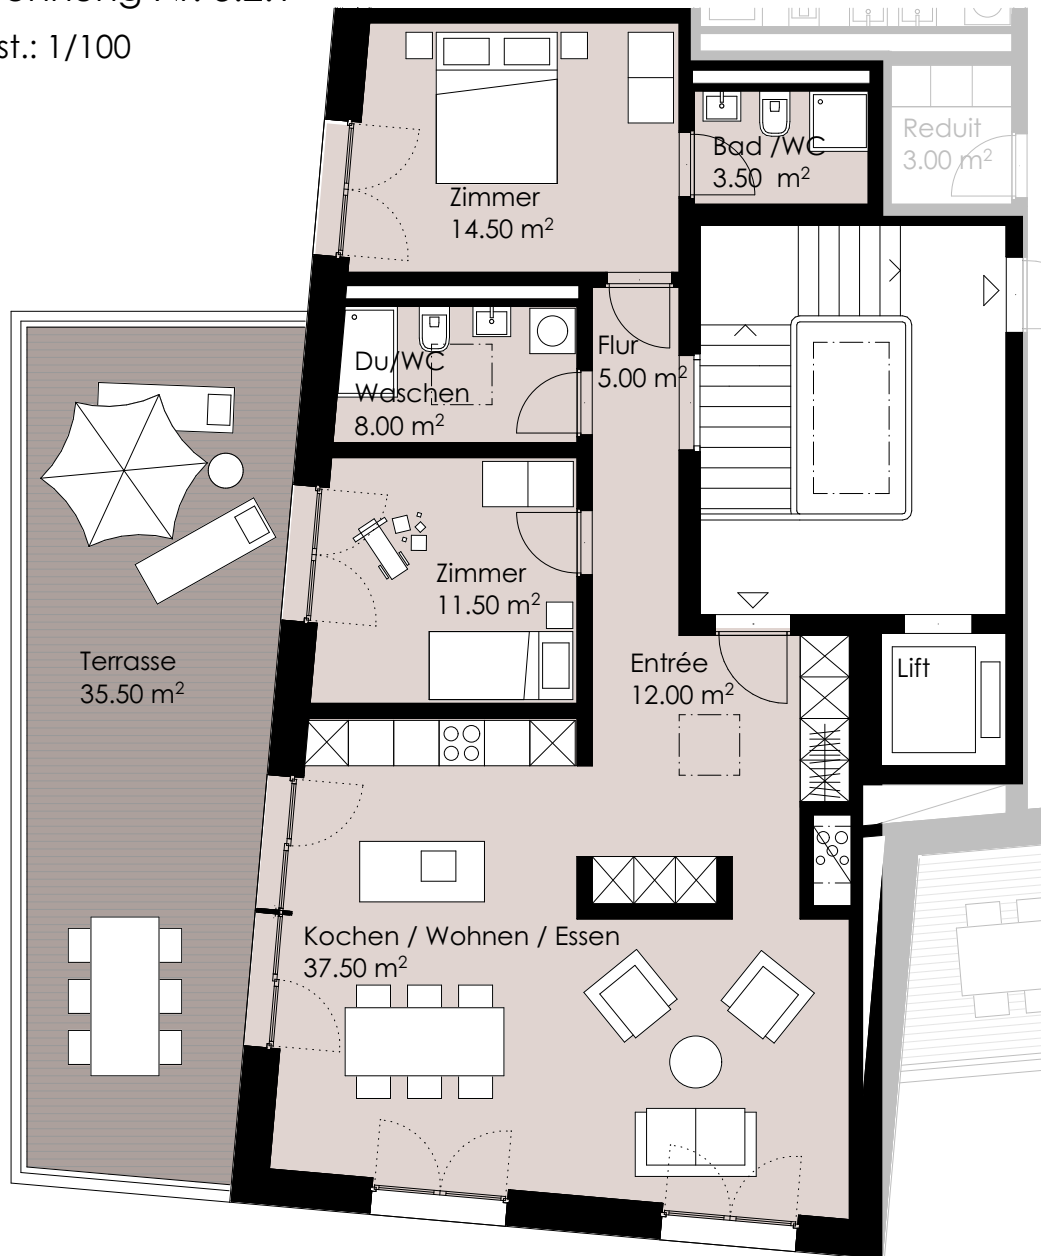 st.: 1/100
Reduit
3.00 m²
Bad /WC
3.50 m²
Zimmer
14.50 m²
Flur
5.00 m²
Du/WC
Waschen
8.00 m²
Zimmer
11.50 m²
Terrasse
35.50 m²
Entrée
12.00 m²
Lift
Kochen / Wohnen / Essen
37.50 m²